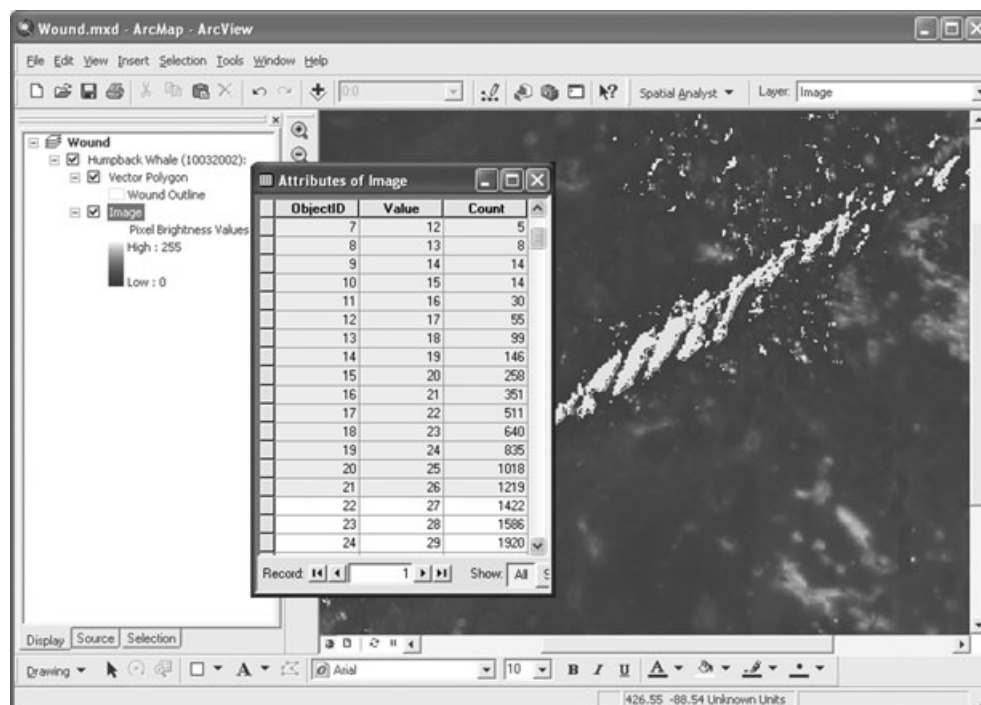 Wound.mxd - ArcMap - ArcView
File Edit View Insert Selection Tools Window Help
0:0 Spatial Analyst Layer: Image
Wound
Humpback Whale (10032002):
Vector Polygon
Wound Outline
Image
Pixel Brightness Values
High : 255
Low : 0
Attributes of Image
ObjectID Value Count
7 12 5
8 13 8
9 14 14
10 15 14
11 16 30
12 17 55
13 18 99
14 19 146
15 20 258
16 21 351
17 22 511
18 23 640
19 24 835
20 25 1018
21 26 1219
22 27 1422
23 28 1586
24 29 1920
Record: 1 Show: All S
Display Source Selection
Drawing A Arial 10 B I U A
426.55 -88.54 Unknown Units